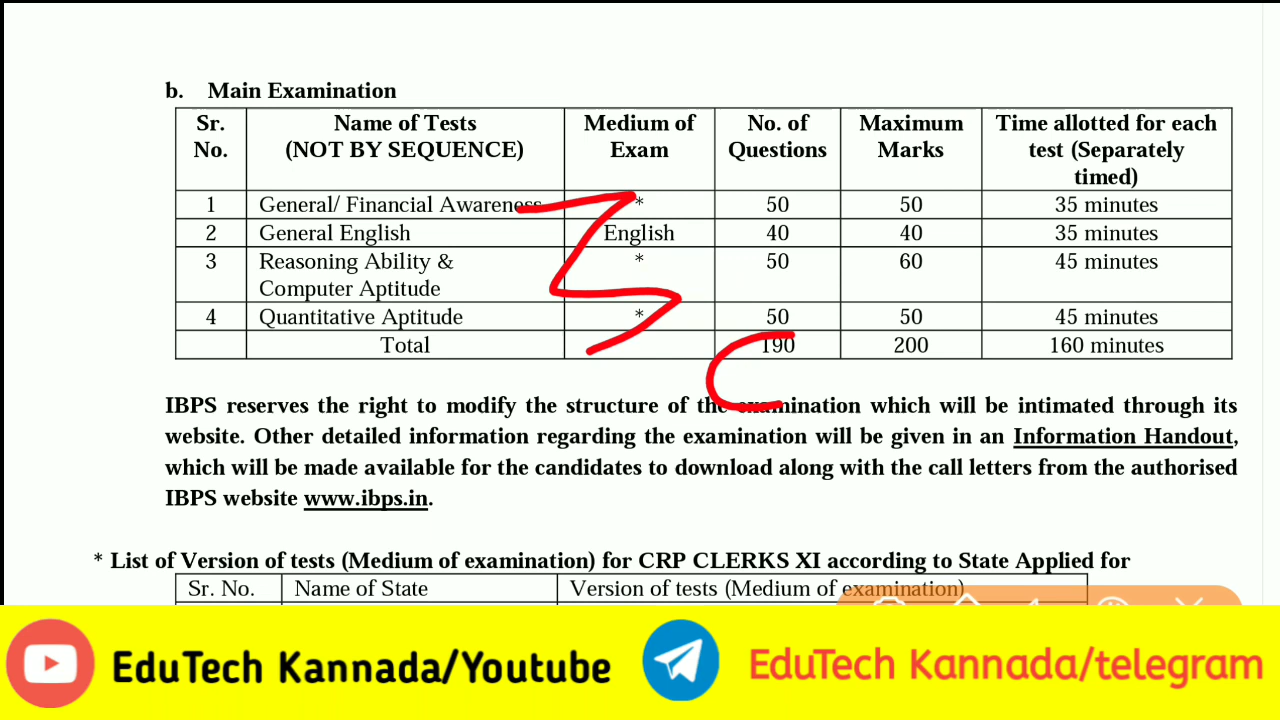 b. Main Examination
Sr. No. Name of Tests (NOT BY SEQUENCE) Medium of Exam No. of Questions Maximum Marks Time allotted for each test (Separately timed)
1 General/ Financial Awareness * 50 50 35 minutes
2 General English English 40 40 35 minutes
3 Reasoning Ability & Computer Aptitude * 50 60 45 minutes
4 Quantitative Aptitude * 50 50 45 minutes
Total 190 200 160 minutes
IBPS reserves the right to modify the structure of the examination which will be intimated through its
website. Other detailed information regarding the examination will be given in an Information Handout,
which will be made available for the candidates to download along with the call letters from the authorised
IBPS website www.ibps.in.
* List of Version of tests (Medium of examination) for CRP CLERKS XI according to State Applied for
Sr. No. Name of State Version of tests (Medium of examination)
EduTech Kannada/Youtube EduTech Kannada/telegram